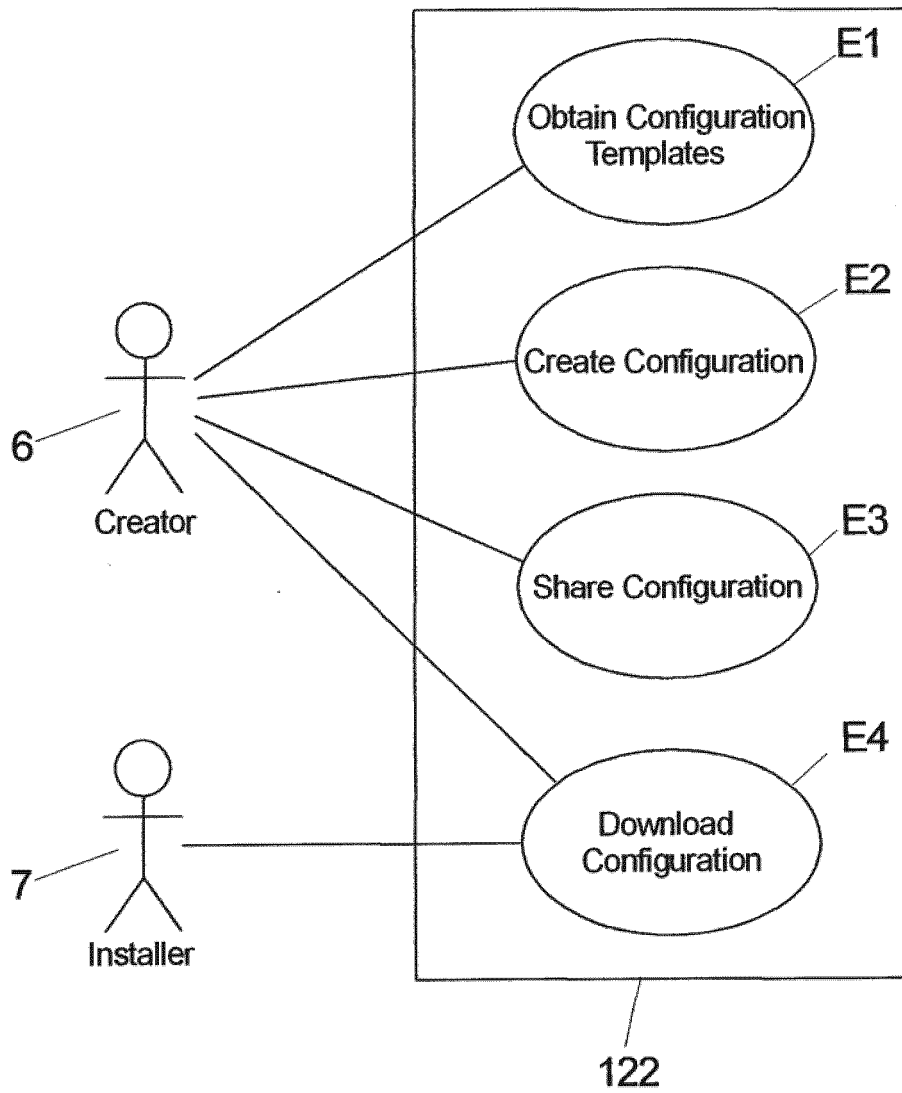 E1
Obtain Configuration
Templates
E2
Create Configuration
6
Creator
E3
Share Configuration
E4
Download
Configuration
7
Installer
122